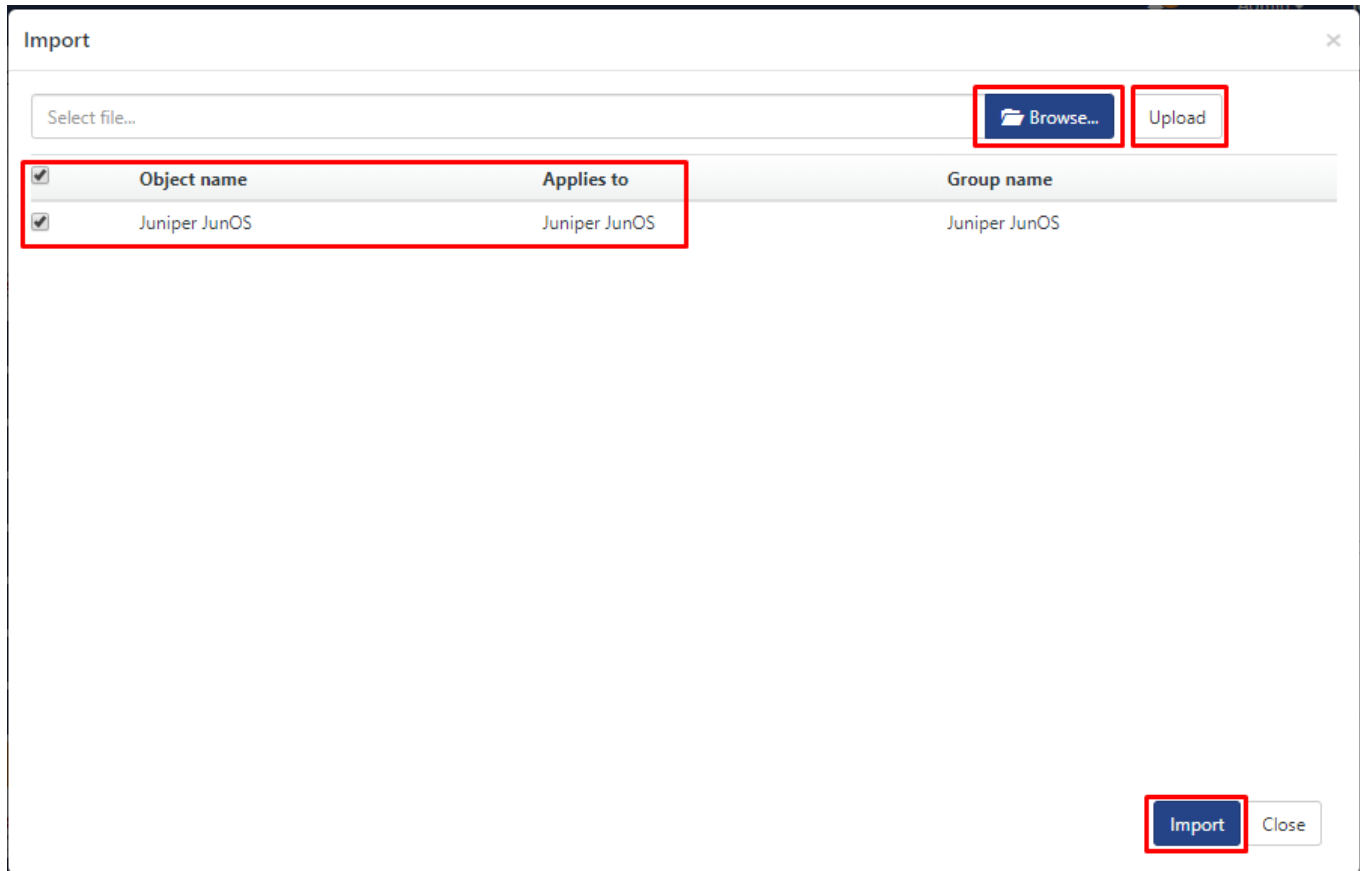 Admin
Import ×
Select file... Browse... Upload
Object name Applies to Group name
Juniper JunOS Juniper JunOS Juniper JunOS
Import Close